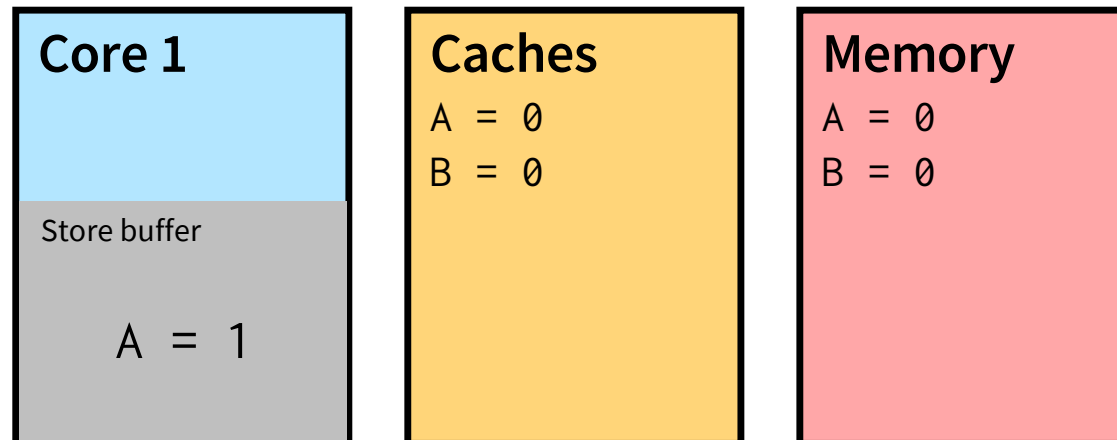 Core 1
Store buffer
A = 1
Caches
A = 0
B = 0
Memory
A = 0
B = 0